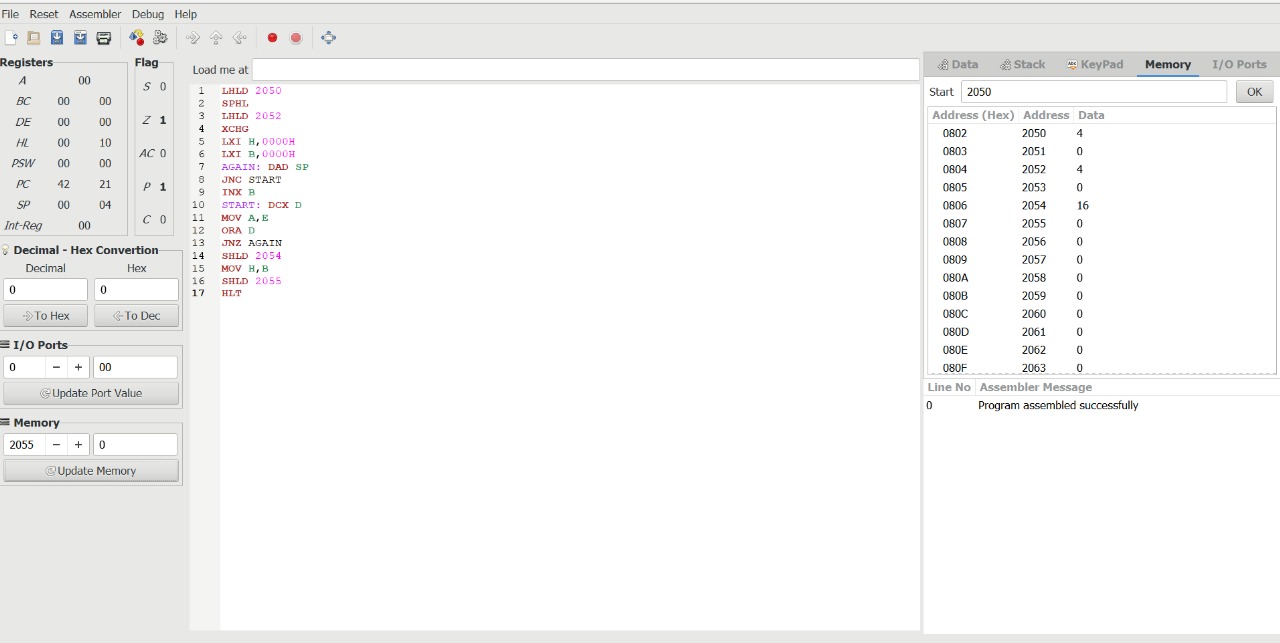 File Reset Assembler Debug Help
Registers
A 00
BC 00 00
DE 00 00
HL 00 10
PSW 00 00
PC 42 21
SP 00 04
Int-Reg 00
Flag
S 0
Z 1
AC 0
P 1
C 0
Decimal - Hex Convertion
Decimal Hex
0 0
To Hex To Dec
I/O Ports
0 − + 00
Update Port Value
Memory
2055 − + 0
Update Memory
Load me at
1 LHLD 2050
2 SPHL
3 LHLD 2052
4 XCHG
5 LXI H,0000H
6 LXI B,0000H
7 AGAIN: DAD SP
8 JNC START
9 INX B
10 START: DCX D
11 MOV A,E
12 ORA D
13 JNZ AGAIN
14 SHLD 2054
15 MOV H,B
16 SHLD 2055
17 HLT
Data Stack KeyPad Memory I/O Ports
Start 2050 OK
Address (Hex) Address Data
0802 2050 4
0803 2051 0
0804 2052 4
0805 2053 0
0806 2054 16
0807 2055 0
0808 2056 0
0809 2057 0
080A 2058 0
080B 2059 0
080C 2060 0
080D 2061 0
080E 2062 0
080F 2063 0
Line No Assembler Message
0 Program assembled successfully